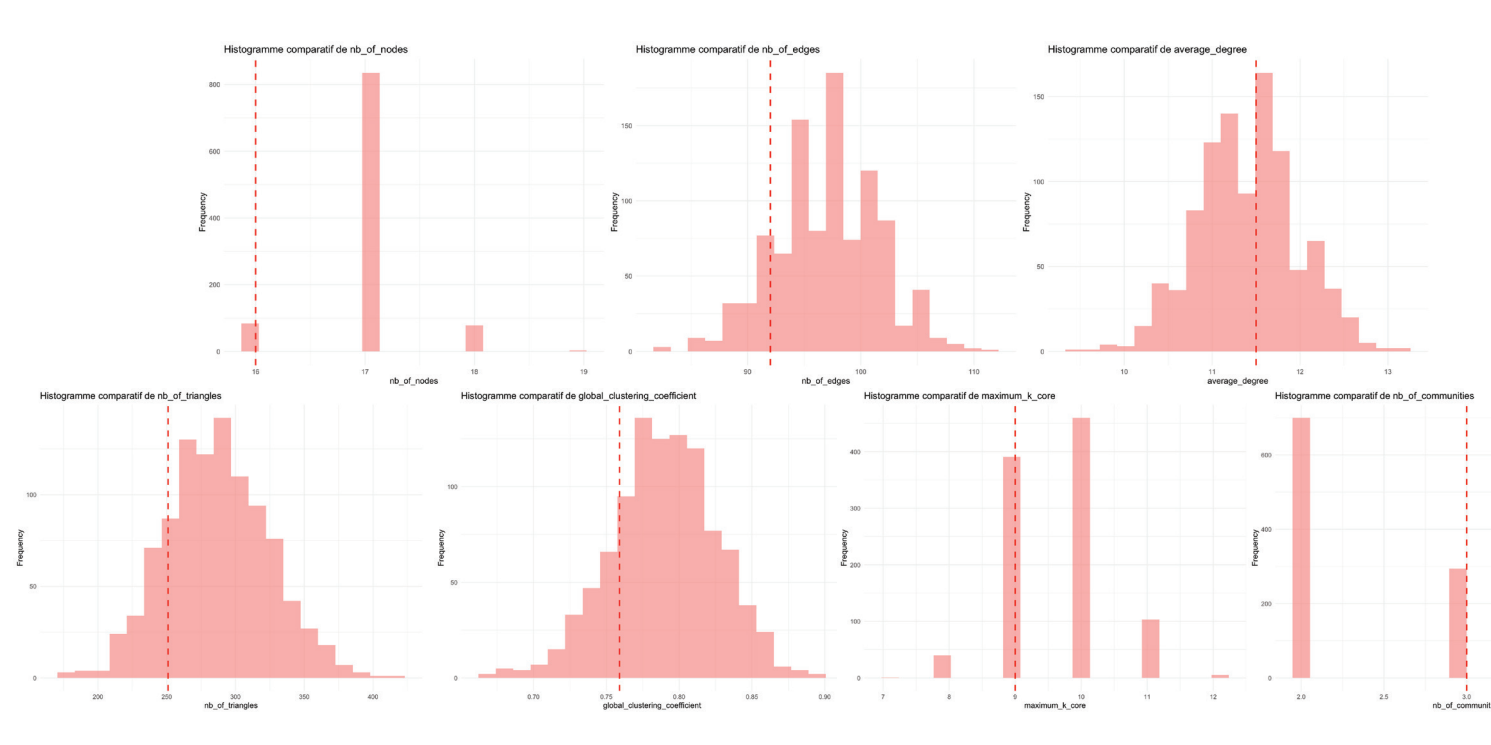 Histogramme comparatif de nb_of_nodes
800
600
400
200
0
Frequency
16
17
18
19
nb_of_nodes
Histogramme comparatif de nb_of_edges
150
100
50
0
Frequency
90
100
110
nb_of_edges
Histogramme comparatif de average_degree
150
100
50
0
Frequency
10
11
12
13
average_degree
Histogramme comparatif de nb_of_triangles
100
50
0
Frequency
200
250
300
350
400
nb_of_triangles
Histogramme comparatif de global_clustering_coefficient
100
50
0
Frequency
0.70
0.75
0.80
0.85
0.90
global_clustering_coefficient
Histogramme comparatif de maximum_k_core
400
300
200
100
0
Frequency
7
8
9
10
11
12
maximum_k_core
Histogramme comparatif de nb_of_communities
600
400
200
0
Frequency
2.0
2.5
3.0
nb_of_communit